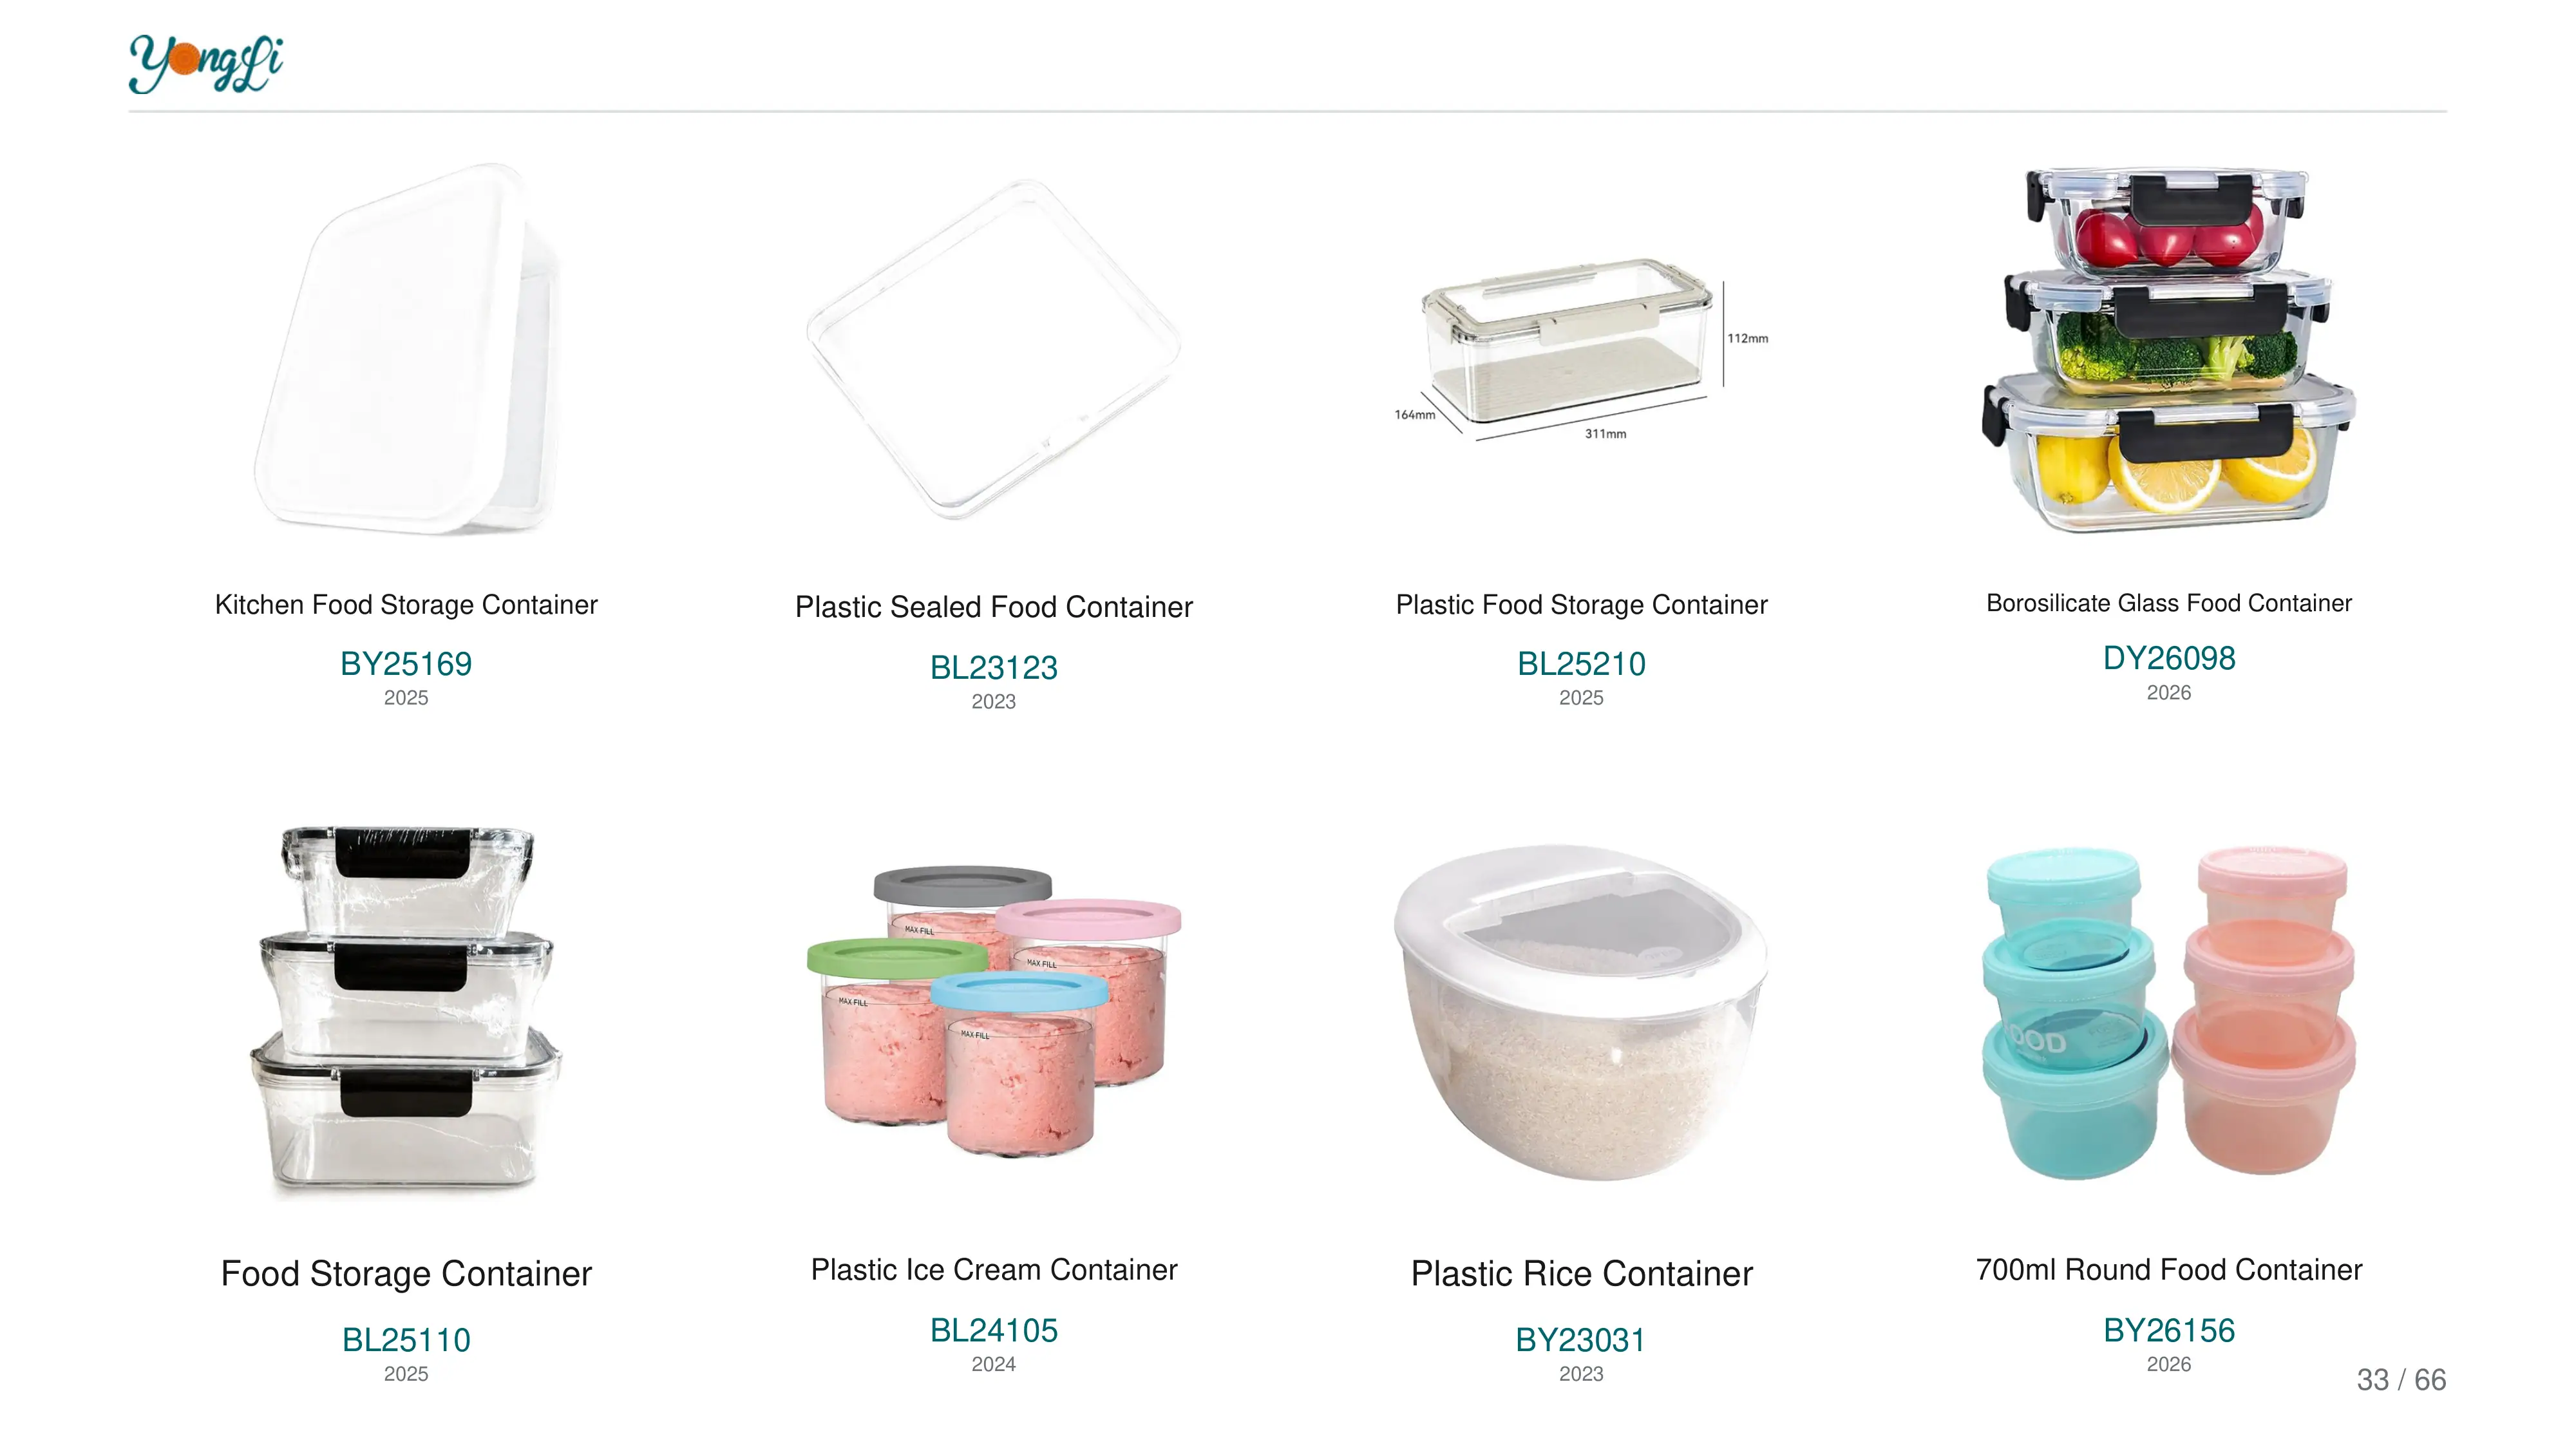 YongLi
112mm
164mm
311mm
Kitchen Food Storage Container
BY25169
2025
Plastic Sealed Food Container
BL23123
2023
Plastic Food Storage Container
BL25210
2025
Borosilicate Glass Food Container
DY26098
2026
MAX FILL
MAX FILL
MAX FILL
MAX FILL
OOD
Food Storage Container
BL25110
2025
Plastic Ice Cream Container
BL24105
2024
Plastic Rice Container
BY23031
2023
700ml Round Food Container
BY26156
2026
33 / 66